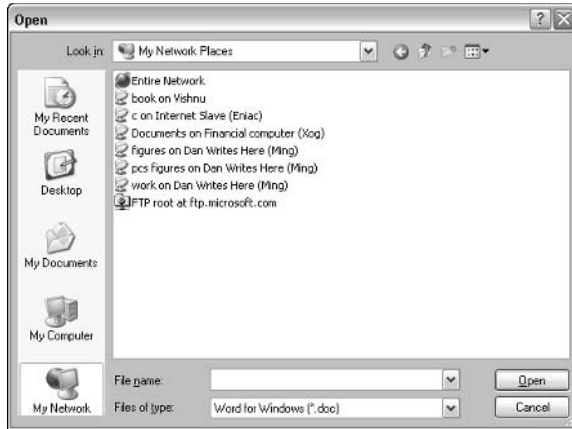 Open
Look in: My Network Places
My Recent
Documents
Desktop
My Documents
My Computer
My Network
Entire Network
book on Vishnu
c on Internet Slave (Eniac)
Documents on Financial computer (Xog)
figures on Dan Writes Here (Ming)
pcs figures on Dan Writes Here (Ming)
work on Dan Writes Here (Ming)
FTP root at ftp.microsoft.com
File name:
Open
Files of type: Word for Windows (*.doc)
Cancel